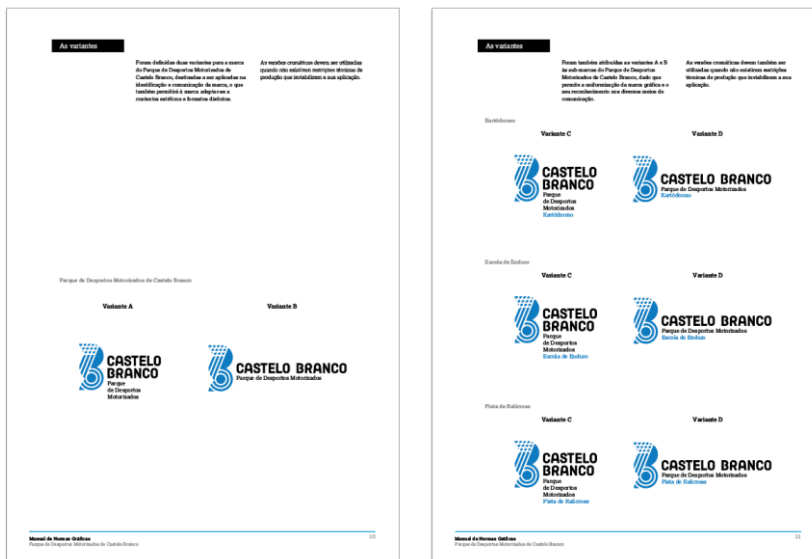 As variantes
Foram definidas duas variantes para a marca
do Parque de Desportos Motorizados de
Castelo Branco, destinadas a ser aplicadas na
identificação e comunicação da marca, o que
também permitirá à marca adaptar-se a
contextos estéticos e formatos distintos.
As versões cromáticas devem ser utilizadas
quando não existirem restrições técnicas de
produção que instabilizem a sua aplicação.
Parque de Desportos Motorizados de Castelo Branco
Variante A
Variante B
CASTELO
BRANCO
Parque
de Desportos
Motorizados
CASTELO BRANCO
Parque de Desportos Motorizados
Manual de Normas Gráficas
Parque de Desportos Motorizados de Castelo Branco
10
As variantes
Foram também atribuídas as variantes A e B
às sub-marcas do Parque de Desportos
Motorizados de Castelo Branco, dado que
permite a uniformização da marca gráfica e o
seu reconhecimento nos diversos meios de
comunicação.
As versões cromáticas devem também ser
utilizadas quando não existirem restrições
técnicas de produção que instabilizem a sua
aplicação.
Kartódromo
Variante C
Variante D
CASTELO
BRANCO
Parque
de Desportos
Motorizados
Kartódromo
CASTELO BRANCO
Parque de Desportos Motorizados
Kartódromo
Escola de Enduro
Variante C
Variante D
CASTELO
BRANCO
Parque
de Desportos
Motorizados
Escola de Enduro
CASTELO BRANCO
Parque de Desportos Motorizados
Escola de Enduro
Pista de Ralicross
Variante C
Variante D
CASTELO
BRANCO
Parque
de Desportos
Motorizados
Pista de Ralicross
CASTELO BRANCO
Parque de Desportos Motorizados
Pista de Ralicross
Manual de Normas Gráficas
Parque de Desportos Motorizados de Castelo Branco
11